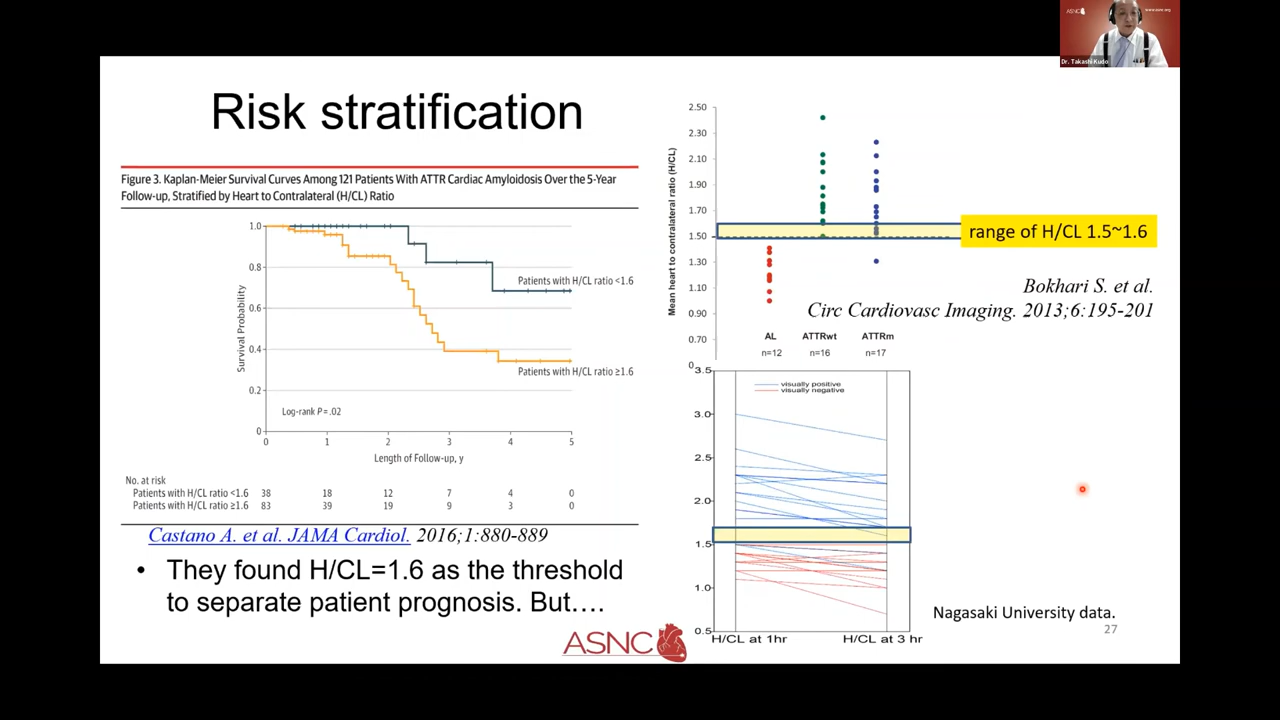 ASNC
Dr. Takashi Kudo
Risk stratification
Figure 3. Kaplan-Meier Survival Curves Among 121 Patients With ATTR Cardiac Amyloidosis Over the 5-Year
Follow-up, Stratified by Heart to Contralateral (H/CL) Ratio
1.0
0.8
0.6
0.4
0.2
0
Survival Probability
Patients with H/CL ratio <1.6
Patients with H/CL ratio ≥1.6
Log-rank P=.02
0 1 2 3 4 5
Length of Follow-up, y
No. at risk
Patients with H/CL ratio <1.6 38 18 12 7 4 0
Patients with H/CL ratio ≥1.6 83 39 19 9 3 0
Castano A. et al. JAMA Cardiol. 2016;1:880-889
• They found H/CL=1.6 as the threshold
to separate patient prognosis. But....
ASNC
Mean heart to contralateral ratio (H/CL)
2.50
2.30
2.10
1.90
1.70
1.50
1.30
1.10
0.90
0.70
0
range of H/CL 1.5~1.6
Bokhari S. et al.
Circ Cardiovasc Imaging. 2013;6:195-201
AL ATTRwt ATTRm
n=12 n=16 n=17
3.5
3.0
2.5
2.0
1.5
1.0
0.5
visually positive
visually negative
H/CL at 1hr H/CL at 3 hr
Nagasaki University data.
27